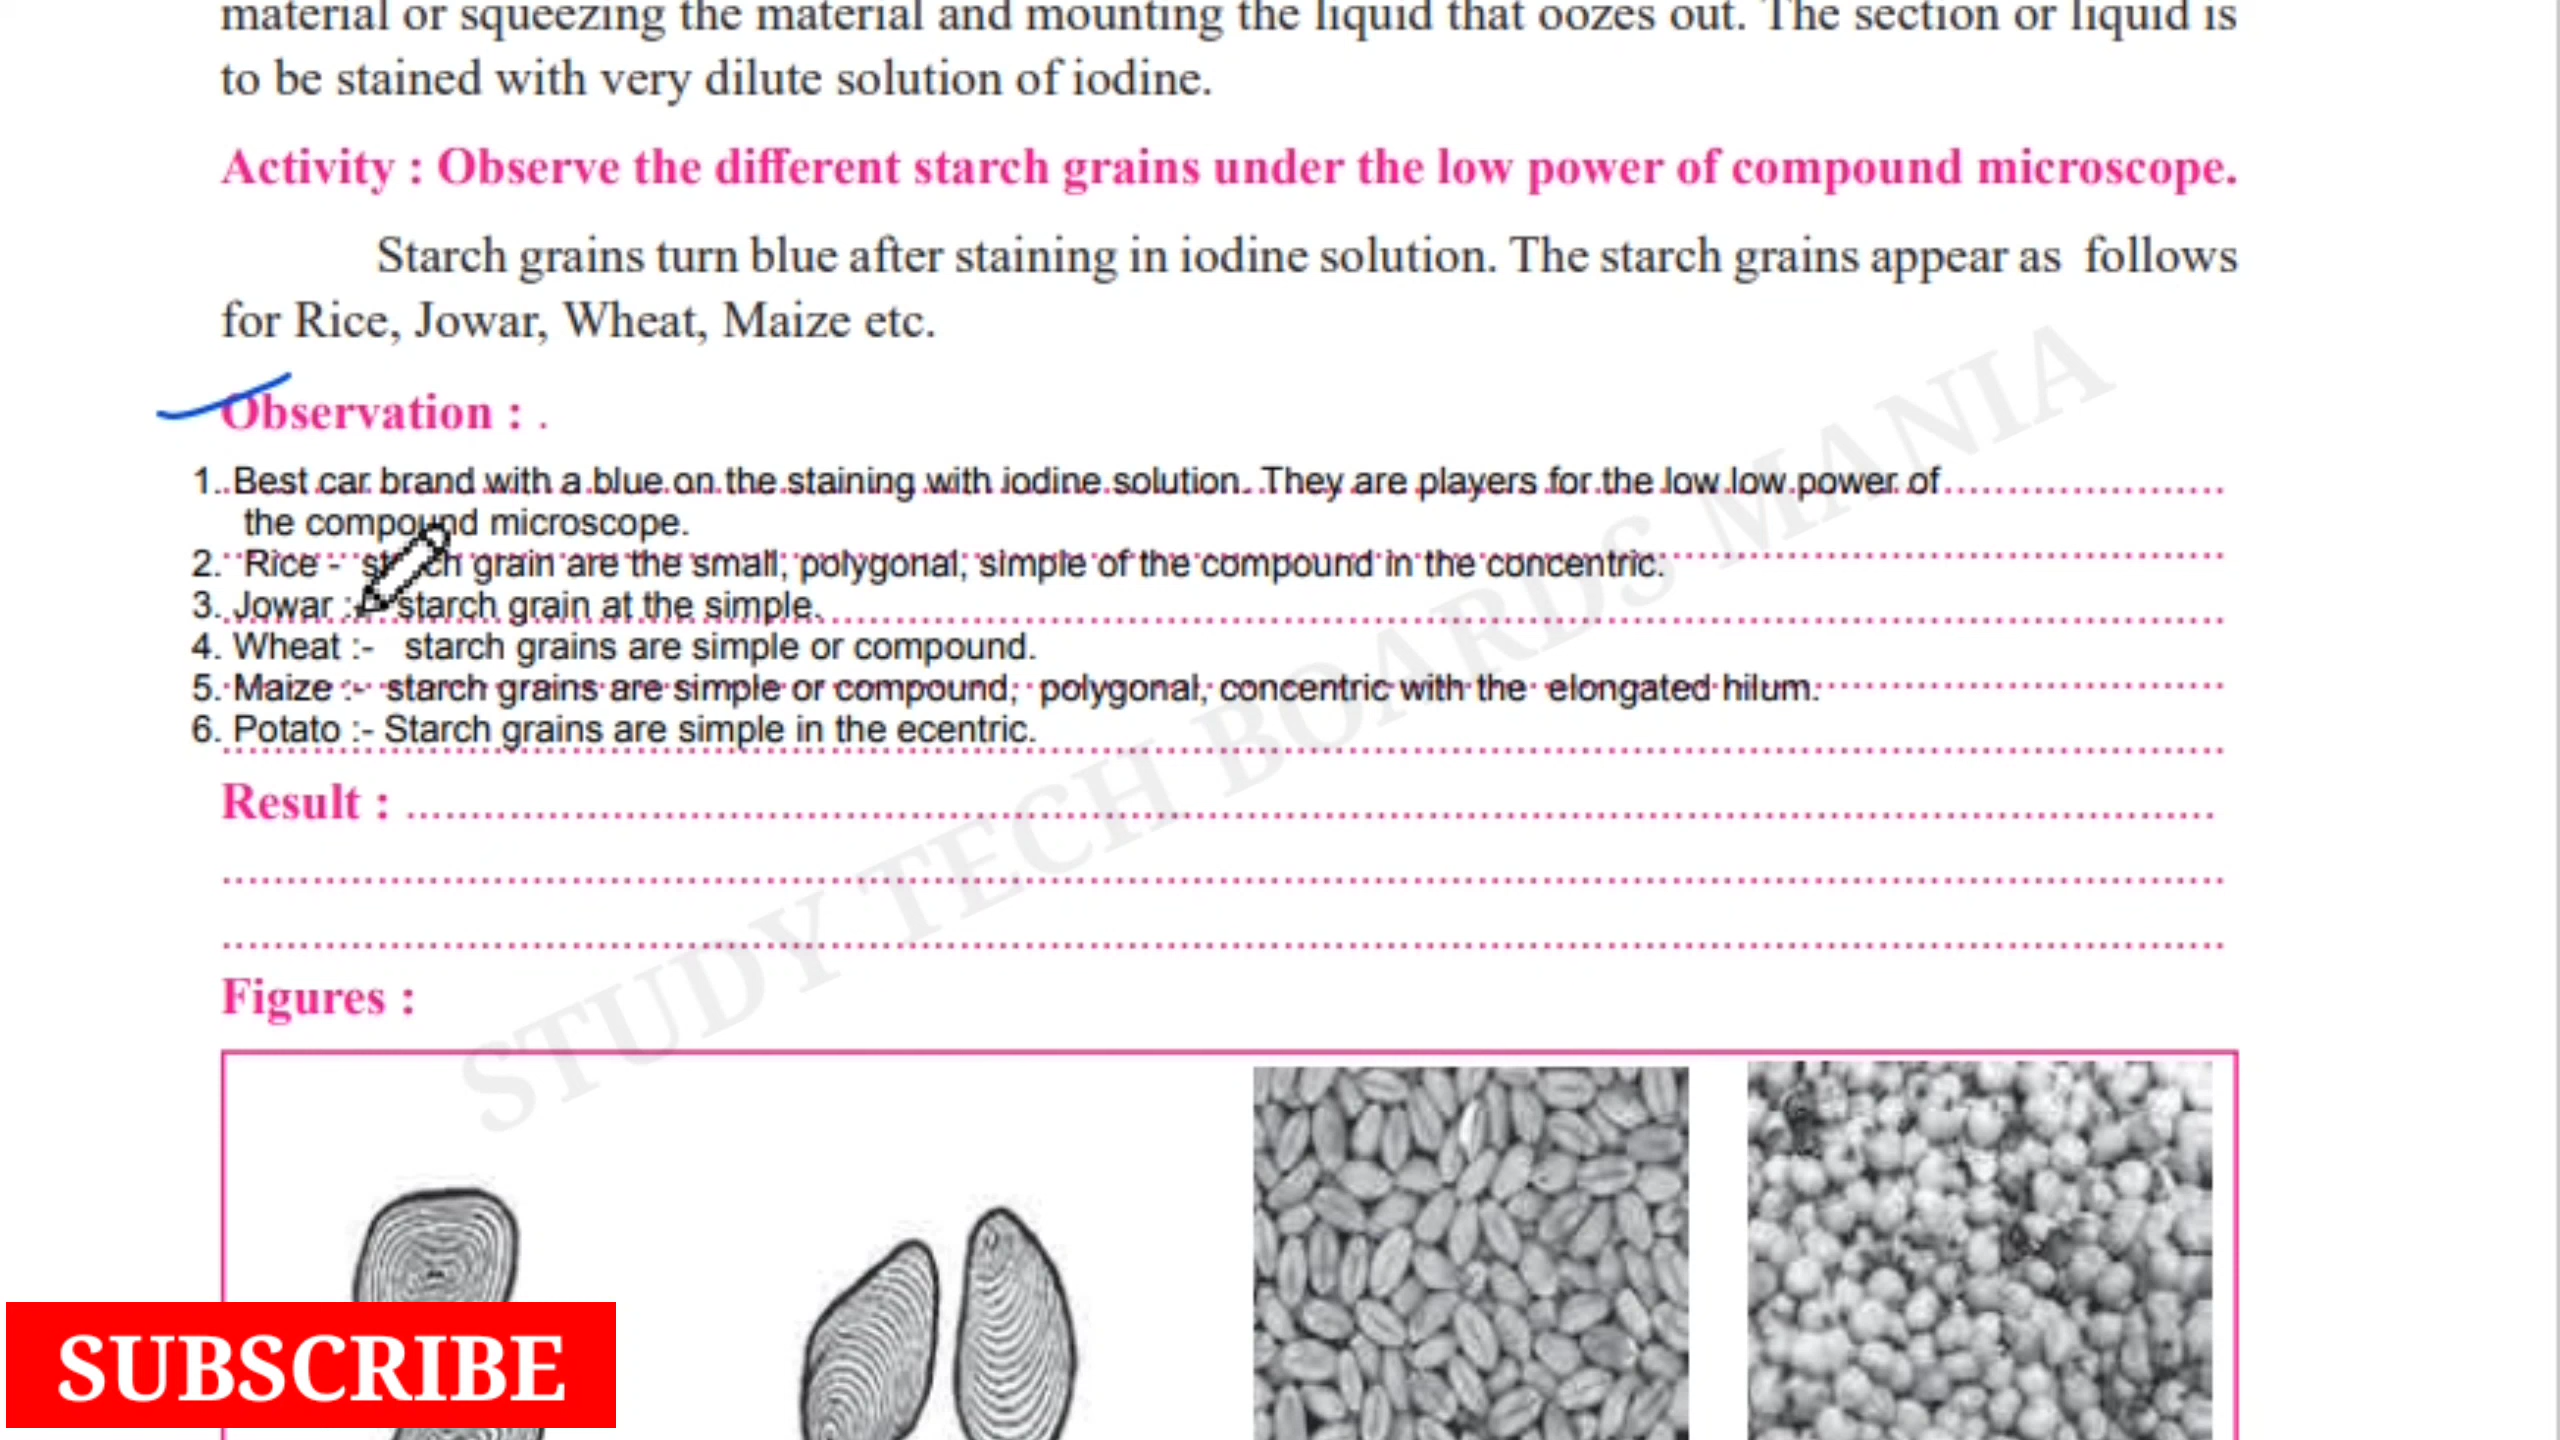 material or squeezing the material and mounting the liquid that oozes out. The section or liquid is
to be stained with very dilute solution of iodine.
Activity : Observe the different starch grains under the low power of compound microscope.
Starch grains turn blue after staining in iodine solution. The starch grains appear as follows
for Rice, Jowar, Wheat, Maize etc.
Observation : .
1. Best car brand with a blue on the staining with iodine solution. They are players for the low low power of
the compound microscope.
2. Rice - starch grain are the small, polygonal, simple of the compound in the concentric.
3. Jowar :- starch grain at the simple.
4. Wheat :- starch grains are simple or compound.
5. Maize :- starch grains are simple or compound, polygonal, concentric with the elongated hilum.
6. Potato :- Starch grains are simple in the ecentric.
Result :
Figures :
STUDY TECH BOARDS MANIA
SUBSCRIBE